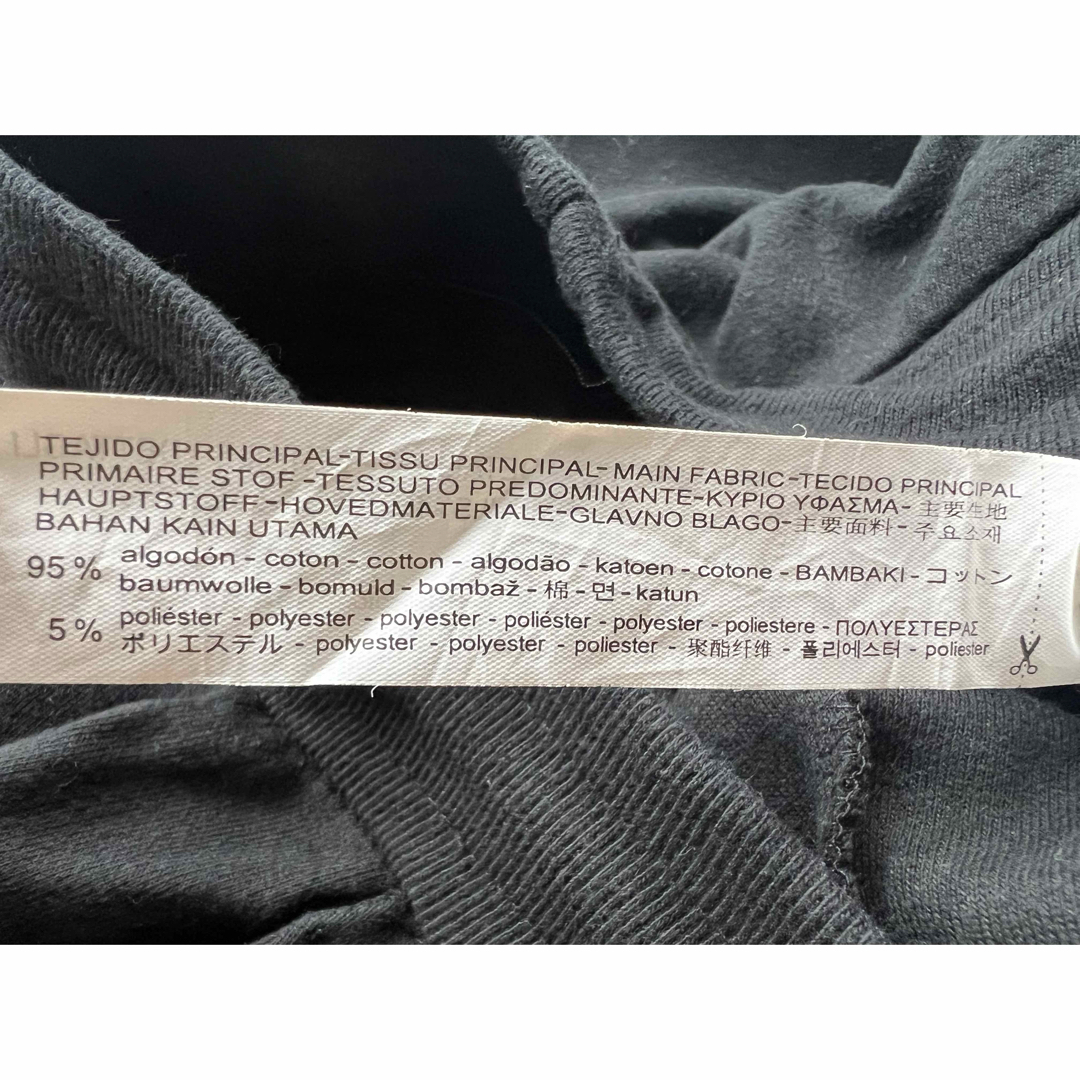 TEJIDO PRINCIPAL-TISSU PRINCIPAL-MAIN FABRIC-TECIDO PRINCIPAL
PRIMAIRE STOF-TESSUTO PREDOMINANTE-ΚΥΡΙΟ ΥΦΑΣΜΑ-主要生地
HAUPTSTOFF-HOVEDMATERIALE-GLAVNO BLAGO-主要面料-주요소재
BAHAN KAIN UTAMA
95 % algodón - coton - cotton - algodão - katoen - cotone - BAMBAKI - コットン
baumwolle - bomuld - bombaž - 棉 - 면 - katun
5 % poliéster - polyester - polyester - poliéster - polyester - poliestere - ΠΟΛΥΕΣΤΕΡΑΣ
ポリエステル - polyester - polyester - poliester - 聚酯纤维 - 폴리에스터 - poliester